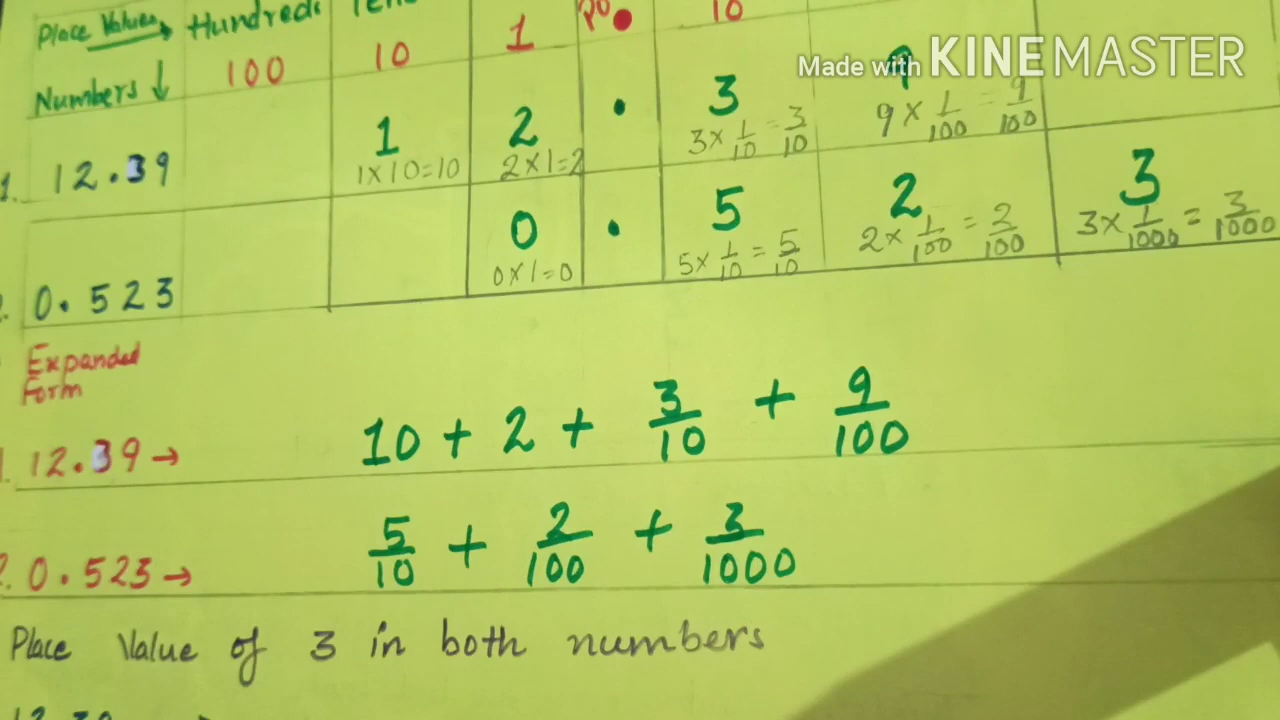 Made with KINEMASTER
Place Values → Hundreds 1 10
Numbers ↓ 100 10
1. 12.39 1 2 . 3 9
1×10=10 2×1=2 3×1/10=3/10 9×1/100=9/100
0.523 0 . 5 2 3
0×1=0 5×1/10=5/10 2×1/100=2/100 3×1/1000=3/1000
Expanded
Form
1. 12.39→ 10 + 2 + 3/10 + 9/100
2. 0.523→ 5/10 + 2/100 + 3/1000
Place Value of 3 in both numbers